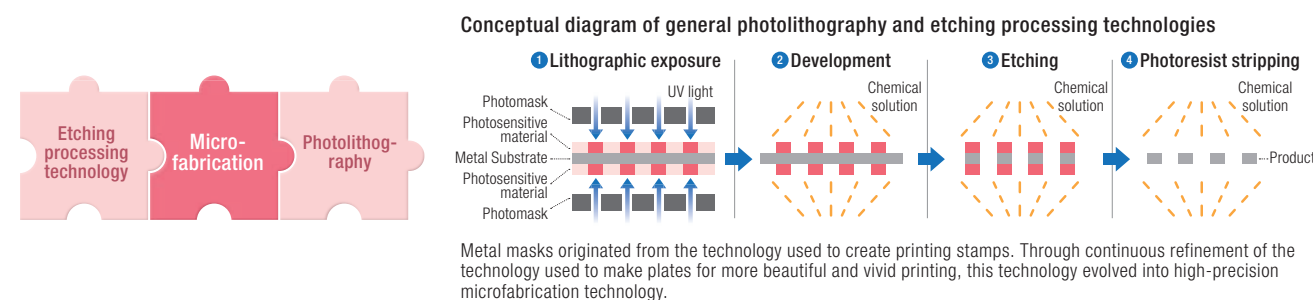 Etching
processing
technology
Micro-
fabrication
Photolithog-
raphy
Conceptual diagram of general photolithography and etching processing technologies
1 Lithographic exposure
UV light
Photomask
Photosensitive
material
Metal Substrate
Photosensitive
material
Photomask
2 Development
Chemical
solution
3 Etching
Chemical
solution
4 Photoresist stripping
Chemical
solution
Product
Metal masks originated from the technology used to create printing stamps. Through continuous refinement of the
technology used to make plates for more beautiful and vivid printing, this technology evolved into high-precision
microfabrication technology.